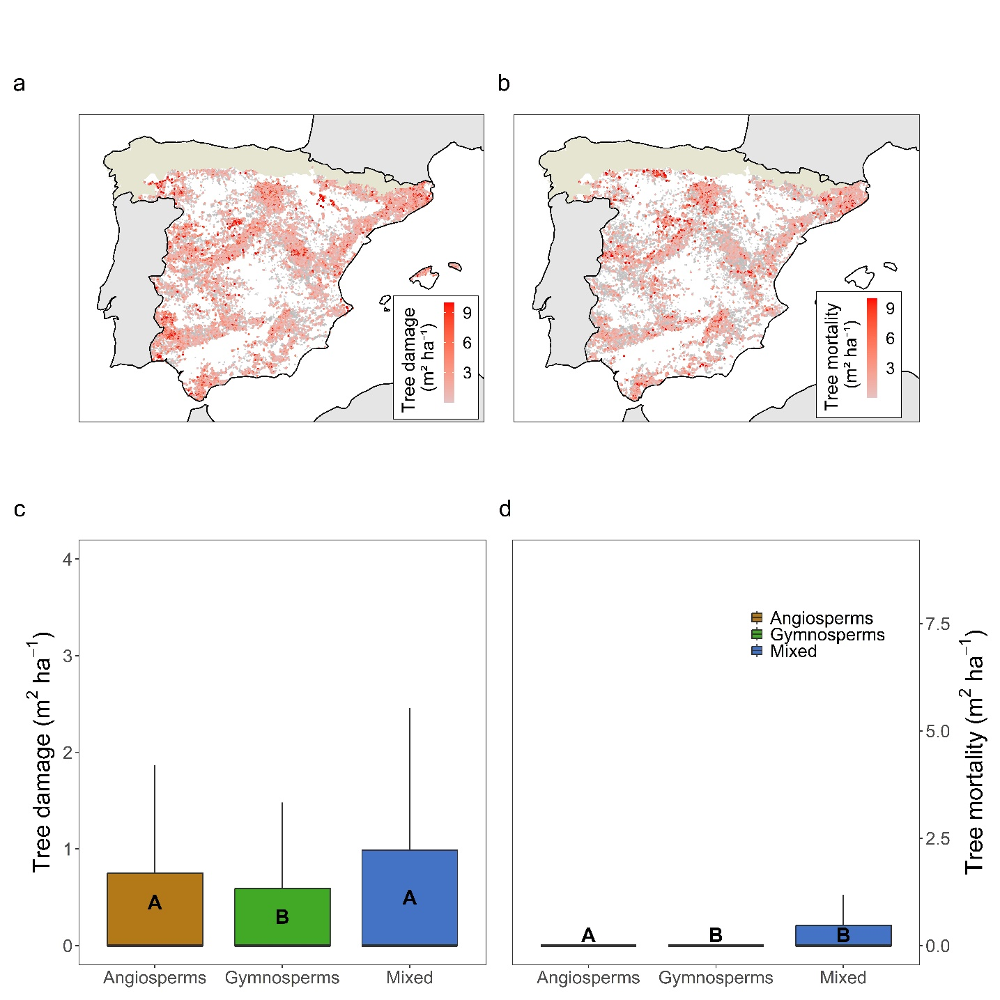 a
b
Tree damage
(m² ha⁻¹)
9
6
3
Tree mortality
(m² ha⁻¹)
9
6
3
c
d
Tree damage (m² ha⁻¹)
4
3
2
1
0
A
B
A
Angiosperms
Gymnosperms
Mixed
Angiosperms
Gymnosperms
Mixed
A
B
B
7.5
5.0
2.5
0.0
Tree mortality (m² ha⁻¹)
Angiosperms
Gymnosperms
Mixed